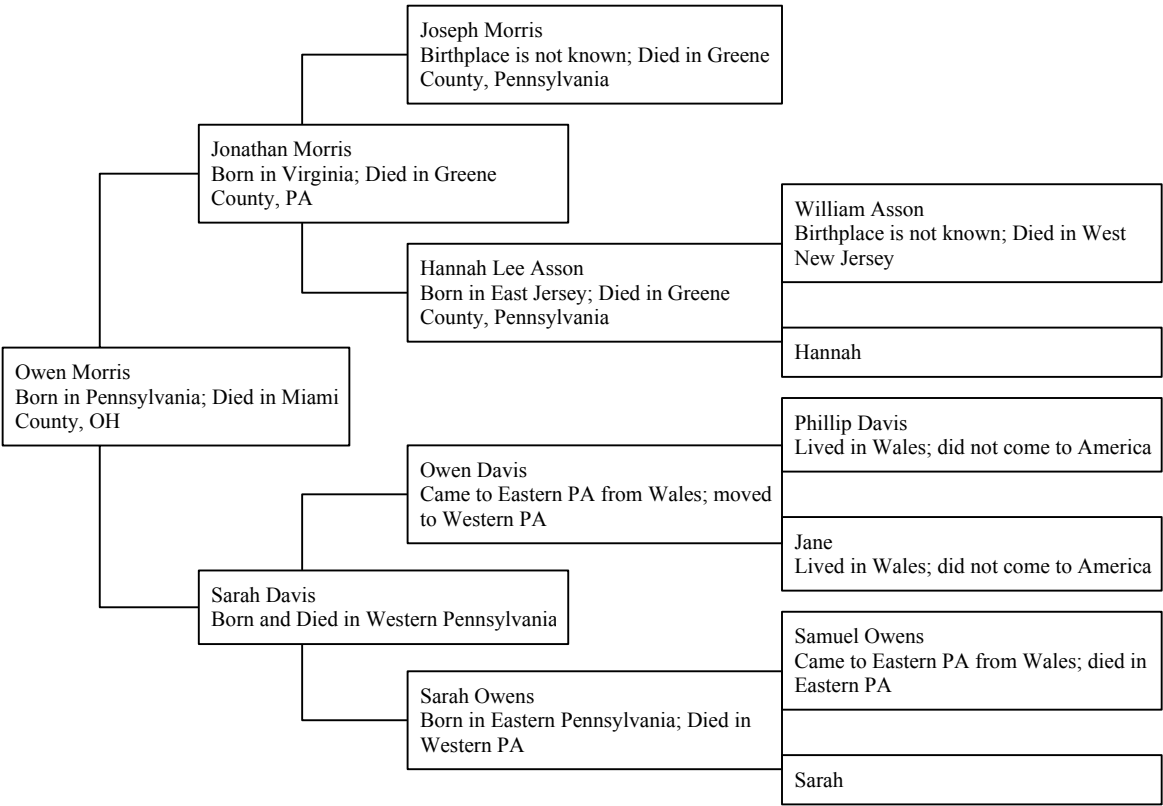 Joseph Morris
Birthplace is not known; Died in Greene
County, Pennsylvania
Jonathan Morris
Born in Virginia; Died in Greene
County, PA
William Asson
Birthplace is not known; Died in West
New Jersey
Hannah Lee Asson
Born in East Jersey; Died in Greene
County, Pennsylvania
Hannah
Owen Morris
Born in Pennsylvania; Died in Miami
County, OH
Phillip Davis
Lived in Wales; did not come to America
Owen Davis
Came to Eastern PA from Wales; moved
to Western PA
Jane
Lived in Wales; did not come to America
Sarah Davis
Born and Died in Western Pennsylvania
Samuel Owens
Came to Eastern PA from Wales; died in
Eastern PA
Sarah Owens
Born in Eastern Pennsylvania; Died in
Western PA
Sarah